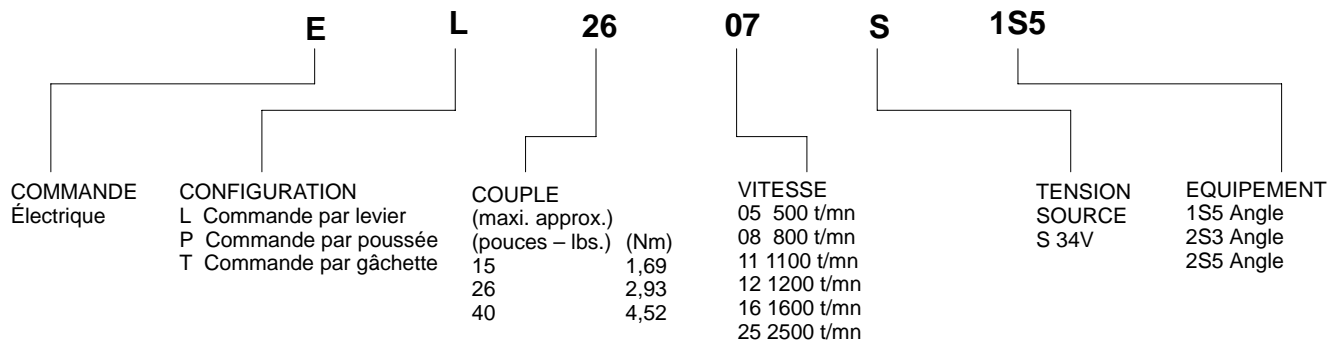 E L 26 07 S 1S5
COMMANDE
Électrique
CONFIGURATION
L Commande par levier
P Commande par poussée
T Commande par gâchette
COUPLE
(maxi. approx.)
(pouces – lbs.) (Nm)
15 1,69
26 2,93
40 4,52
VITESSE
05 500 t/mn
08 800 t/mn
11 1100 t/mn
12 1200 t/mn
16 1600 t/mn
25 2500 t/mn
TENSION
SOURCE
S 34V
EQUIPEMENT
1S5 Angle
2S3 Angle
2S5 Angle